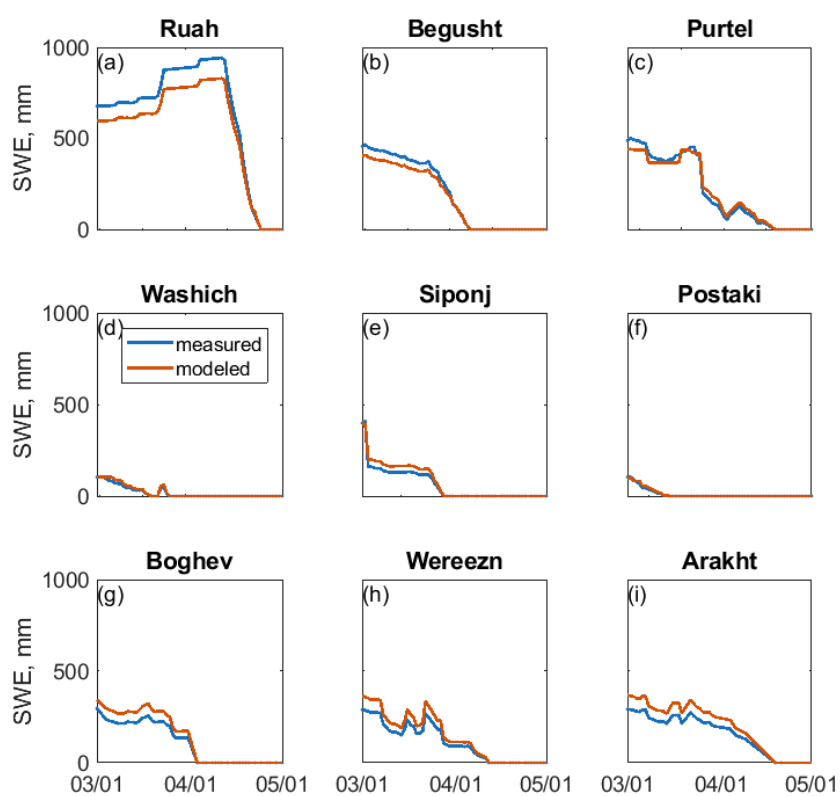 Ruah Begusht Purtel
1000 (a) (b) (c)
SWE, mm
500
0
Washich Siponj Postaki
1000 (d) (e) (f)
measured
modeled
SWE, mm
500
0
Boghev Wereezn Arakht
1000 (g) (h) (i)
SWE, mm
500
0
03/01 04/01 05/01 03/01 04/01 05/01 03/01 04/01 05/01